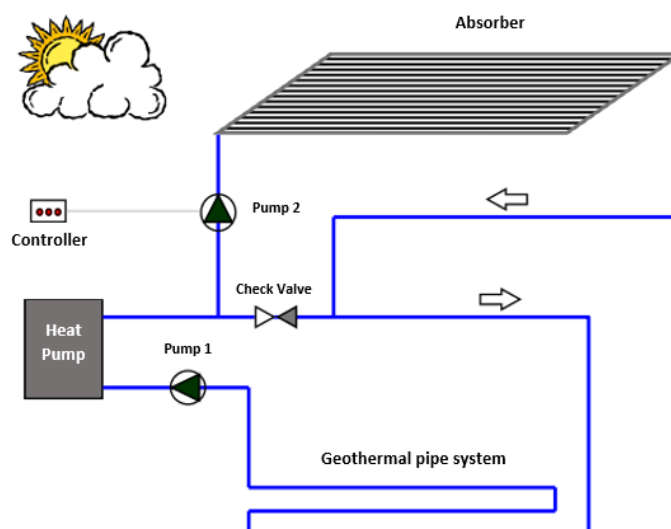 Absorber
Pump 2
Controller
Check Valve
Heat
Pump
Pump 1
Geothermal pipe system